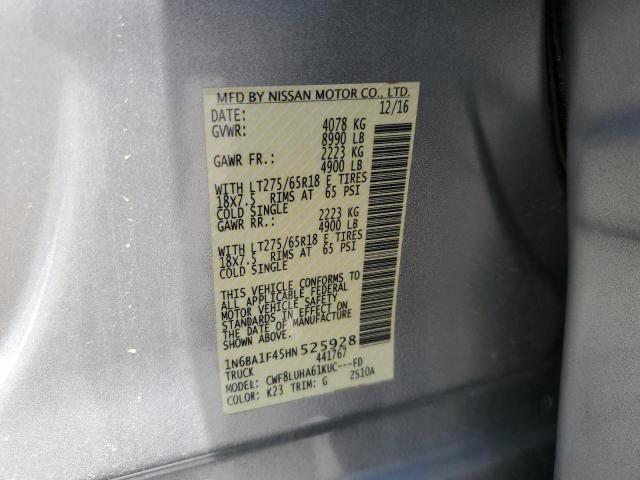 MFD BY NISSAN MOTOR CO., LTD.
DATE: 12/16
GVWR: 4078 KG
8990 LB
GAWR FR.: 2223 KG
4900 LB
WITH LT275/65R18 E TIRES
18X7.5 RIMS AT 65 PSI
COLD SINGLE
GAWR RR.: 2223 KG
4900 LB
WITH LT275/65R18 E TIRES
18X7.5 RIMS AT 65 PSI
COLD SINGLE
THIS VEHICLE CONFORMS TO
ALL APPLICABLE FEDERAL
MOTOR VEHICLE SAFETY
STANDARDS IN EFFECT ON
THE DATE OF MANUFACTURE
SHOWN ABOVE.
1N6BA1F45HN525928
TRUCK 441767
MODEL: CWF8LUHA61KUC---FD
COLOR: K23 TRIM: G ZS10A